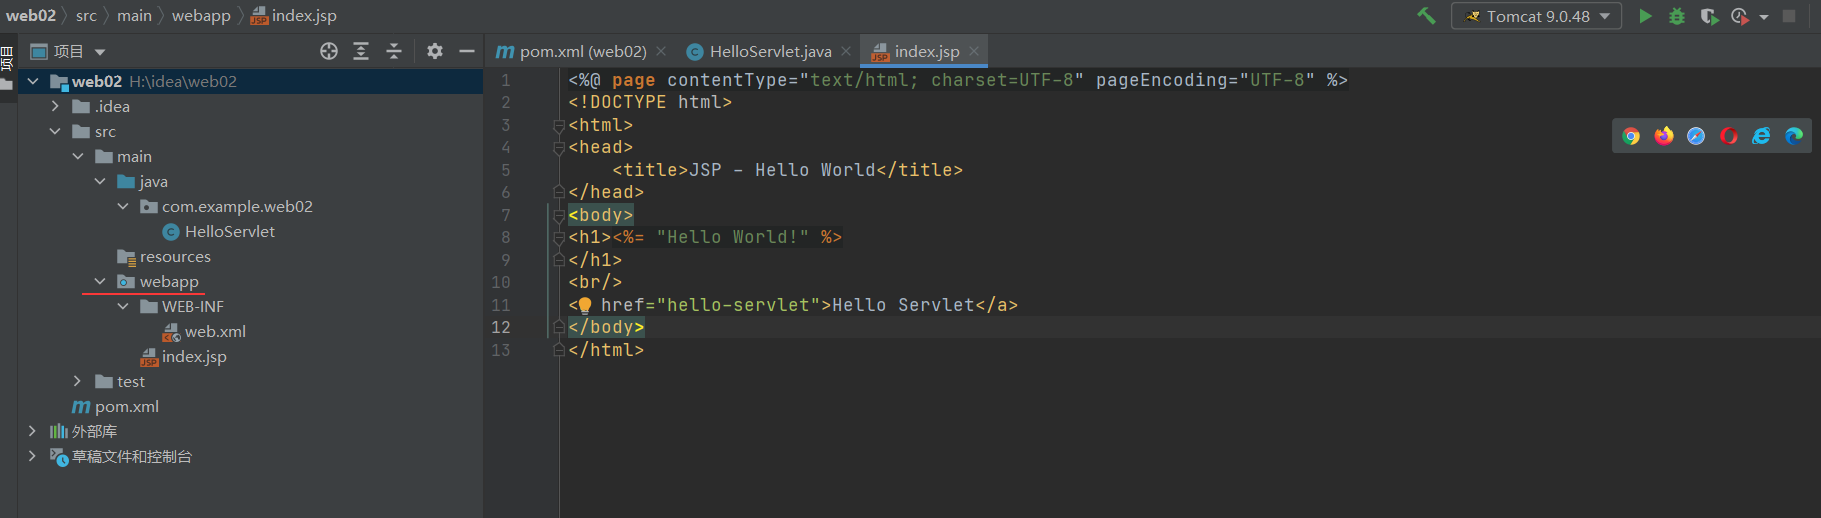 web02 src main webapp index.jsp Tomcat 9.0.48
项目
项目
pom.xml (web02) HelloServlet.java index.jsp
web02 H:\idea\web02
.idea
src
main
java
com.example.web02
HelloServlet
resources
webapp
WEB-INF
web.xml
index.jsp
test
pom.xml
外部库
草稿文件和控制台
1 <%@ page contentType="text/html; charset=UTF-8" pageEncoding="UTF-8" %>
2 <!DOCTYPE html>
3 <html>
4 <head>
5 <title>JSP - Hello World</title>
6 </head>
7 <body>
8 <h1><%= "Hello World!" %>
9 </h1>
10 <br/>
11 < href="hello-servlet">Hello Servlet</a>
12 </body>
13 </html>